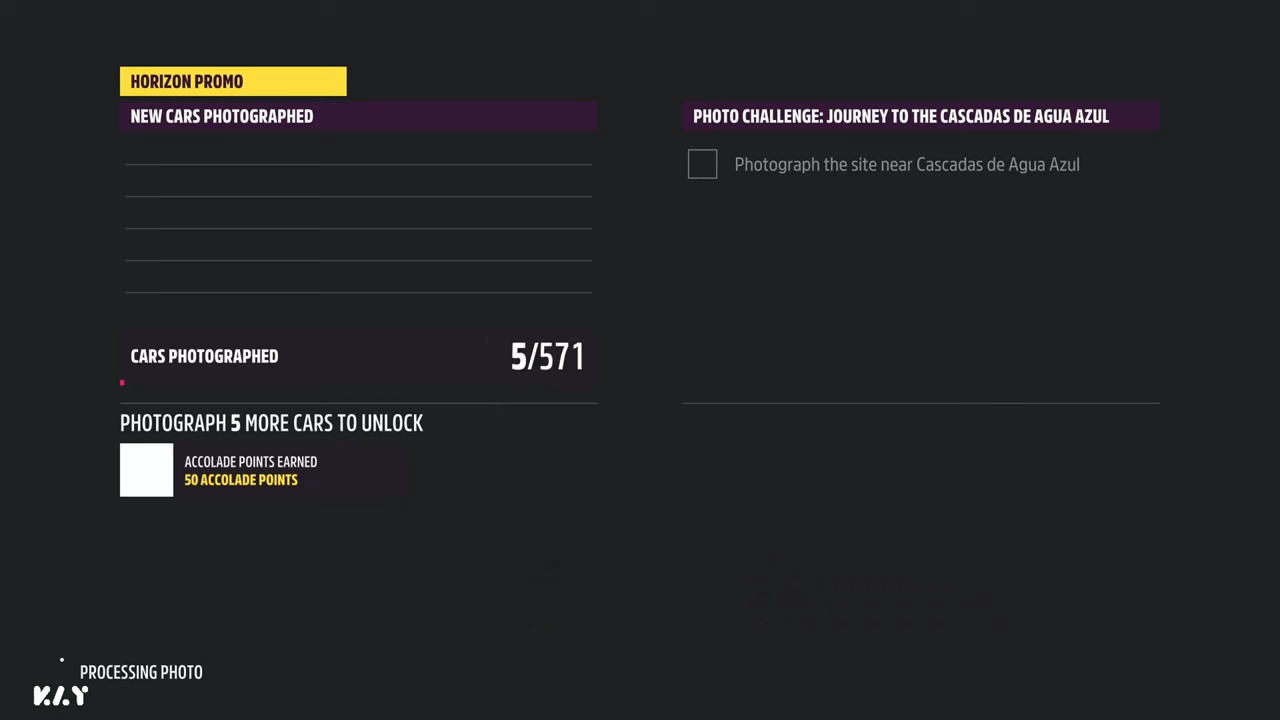 HORIZON PROMO
NEW CARS PHOTOGRAPHED
CARS PHOTOGRAPHED 5/571
PHOTOGRAPH 5 MORE CARS TO UNLOCK
ACCOLADE POINTS EARNED
50 ACCOLADE POINTS
PHOTO CHALLENGE: JOURNEY TO THE CASCADAS DE AGUA AZUL
Photograph the site near Cascadas de Agua Azul
PROCESSING PHOTO
K.A.Y